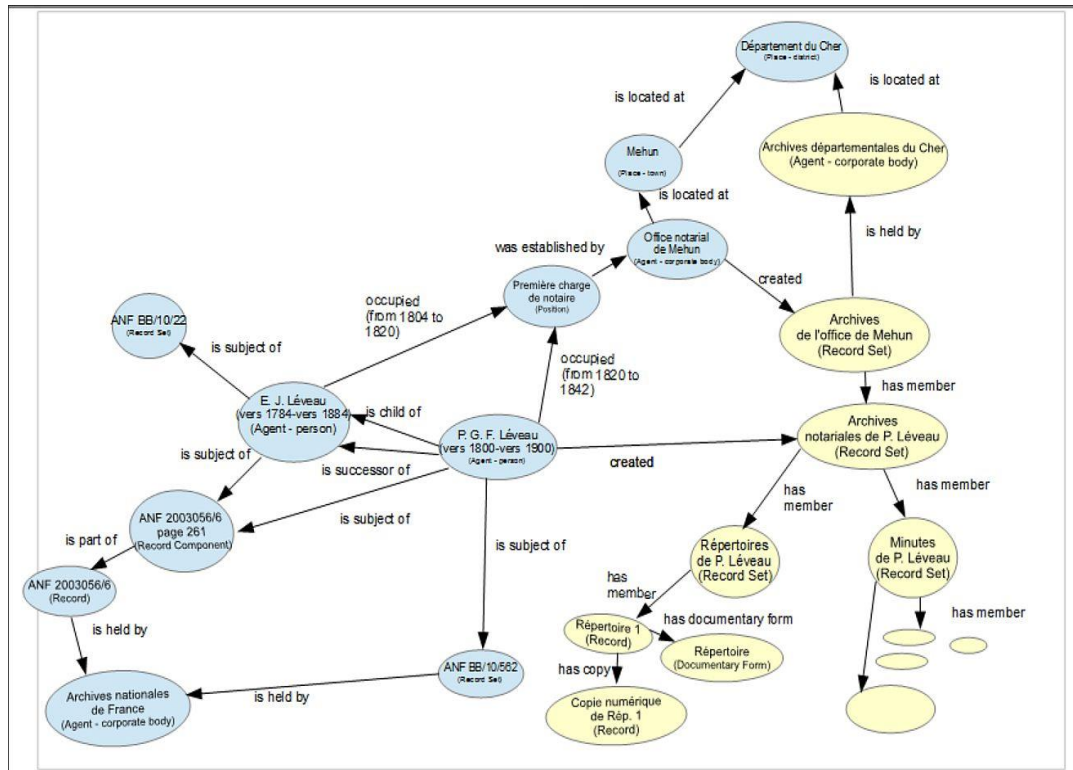 Département du Cher
(Place - district)
is located at
is located at
Mehun
(Place - town)
Archives départementales du Cher
(Agent - corporate body)
is located at
Office notarial
de Mehun
(Agent - corporate body)
was established by
is held by
created
Première charge
de notaire
(Position)
ANF BB/10/22
(Record Set)
occupied
(from 1804 to
1820)
Archives
de l'office de Mehun
(Record Set)
is subject of
occupied
(from 1820 to
1842)
has member
E. J. Léveau
(vers 1784-vers 1884)
(Agent - person)
is child of
P. G. F. Léveau
(vers 1800-vers 1900)
(Agent - person)
Archives
notariales de P. Léveau
(Record Set)
is subject of
is successor of
created
has
member
has member
ANF 2003056/6
page 261
(Record Component)
is subject of
is part of
is subject of
Répertoires
de P. Léveau
(Record Set)
Minutes
de P. Léveau
(Record Set)
ANF 2003056/6
(Record)
has
member
has member
is held by
Répertoire 1
(Record)
has documentary form
Répertoire
(Documentary Form)
ANF BB/10/562
(Record Set)
has copy
Archives nationales
de France
(Agent - corporate body)
is held by
Copie numérique
de Rép. 1
(Record)